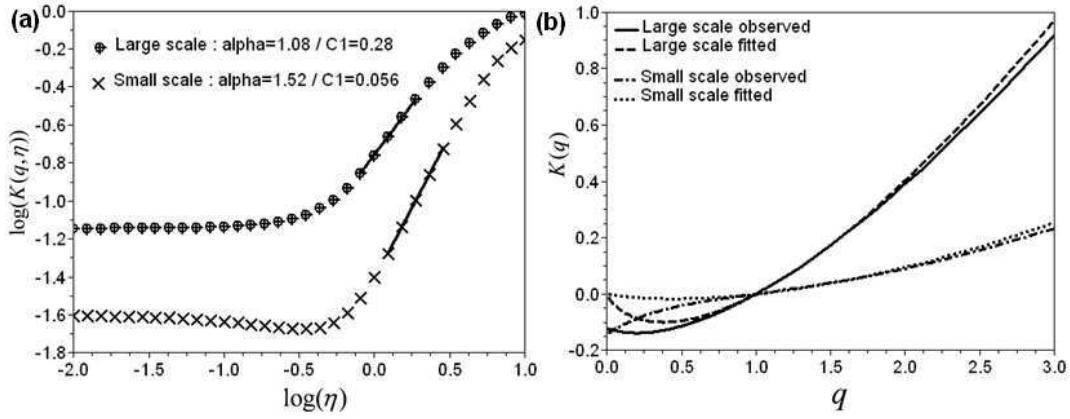 (a)
0.0
-0.2
-0.4
-0.6
-0.8
-1.0
-1.2
-1.4
-1.6
-1.8
log(K(q,η))
Large scale : alpha=1.08 / C1=0.28
Small scale : alpha=1.52 / C1=0.056
-2.0
-1.5
-1.0
-0.5
0.0
0.5
1.0
log(η)
(b)
1.0
0.8
0.6
0.4
0.2
0.0
-0.2
K(q)
Large scale observed
Large scale fitted
Small scale observed
Small scale fitted
0.0
0.5
1.0
1.5
2.0
2.5
3.0
q